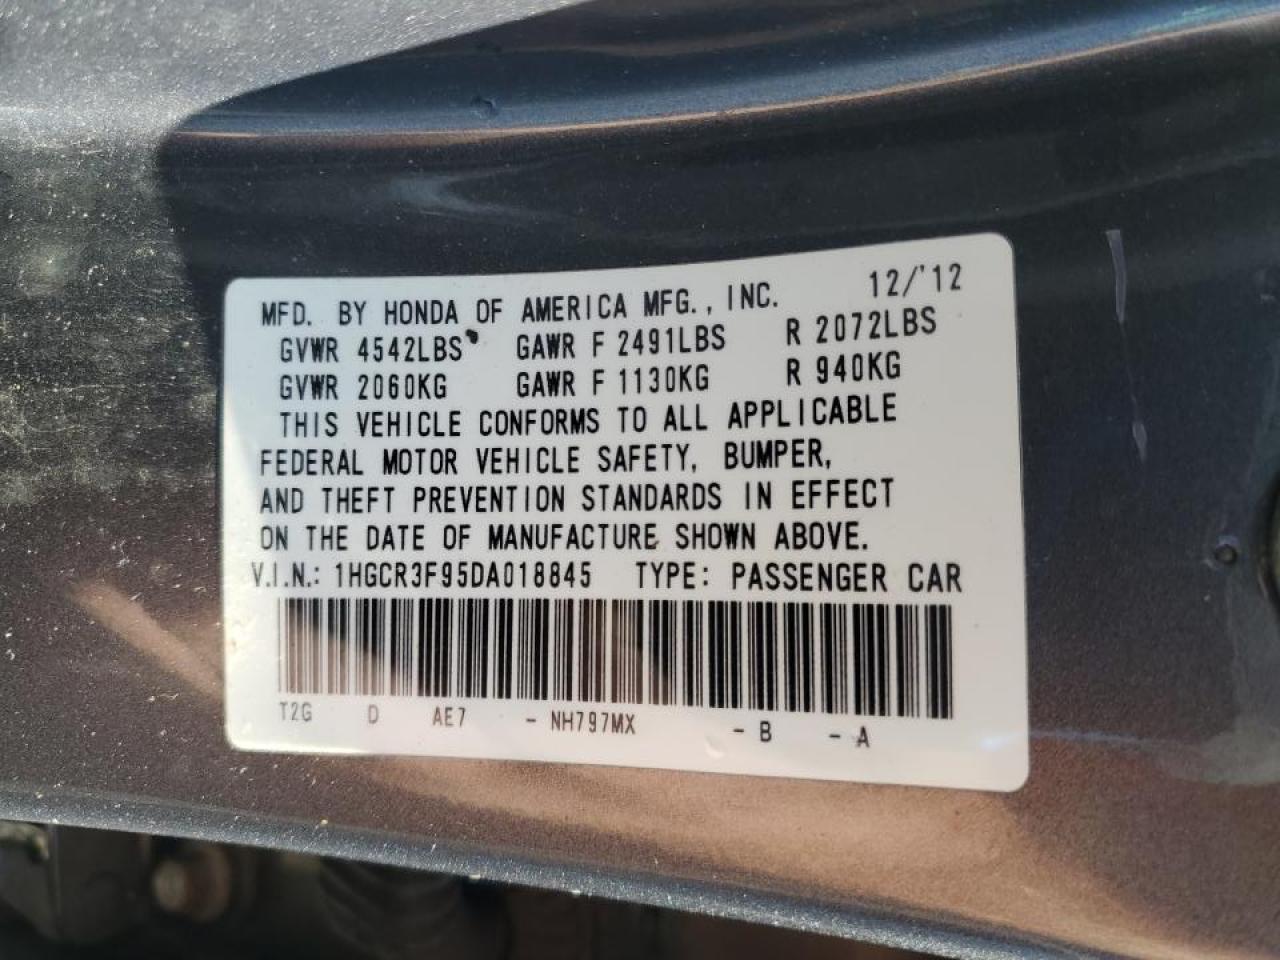 MFD. BY HONDA OF AMERICA MFG., INC. 12/'12
GVWR 4542LBS GAWR F 2491LBS R 2072LBS
GVWR 2060KG GAWR F 1130KG R 940KG
THIS VEHICLE CONFORMS TO ALL APPLICABLE
FEDERAL MOTOR VEHICLE SAFETY, BUMPER,
AND THEFT PREVENTION STANDARDS IN EFFECT
ON THE DATE OF MANUFACTURE SHOWN ABOVE.
V.I.N.: 1HGCR3F95DA018845 TYPE: PASSENGER CAR
T2G D AE7 - NH797MX - B - A